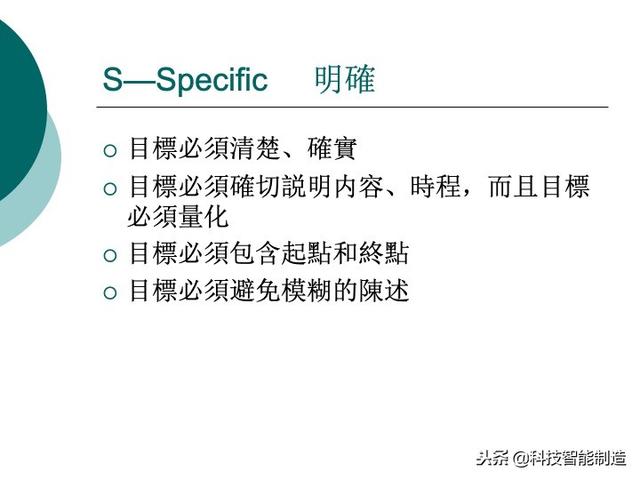 S—Specific 明確
目標必須清楚、確實
目標必須確切説明内容、時程，而且目標
必須量化
目標必須包含起點和終點
目標必須避免模糊的陳述
头条 @科技智能制造